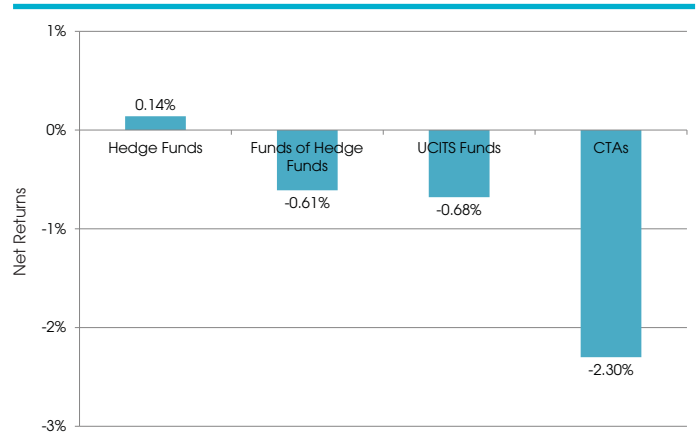 1%
0.14%
0%
Hedge Funds
Funds of Hedge
Funds
UCITS Funds
CTAs
-0.61%
-0.68%
-1%
Net Returns
-2%
-2.30%
-3%